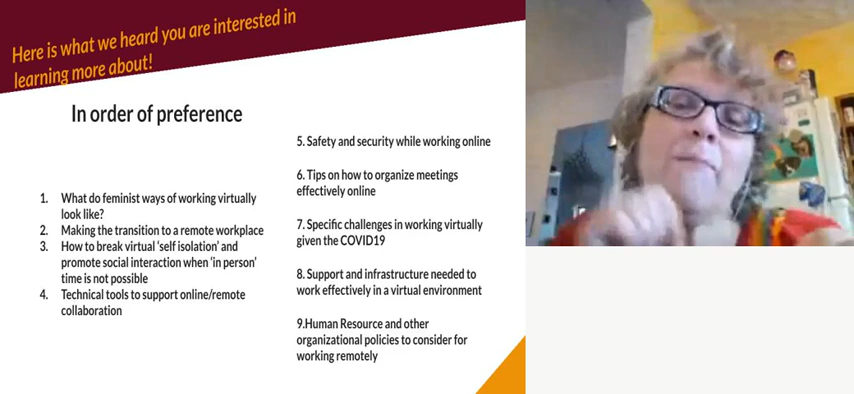 Here is what we heard you are interested in
learning more about!
In order of preference
1. What do feminist ways of working virtually
look like?
2. Making the transition to a remote workplace
3. How to break virtual 'self isolation' and
promote social interaction when 'in person'
time is not possible
4. Technical tools to support online/remote
collaboration
5. Safety and security while working online
6. Tips on how to organize meetings
effectively online
7. Specific challenges in working virtually
given the COVID19
8. Support and infrastructure needed to
work effectively in a virtual environment
9.Human Resource and other
organizational policies to consider for
working remotely